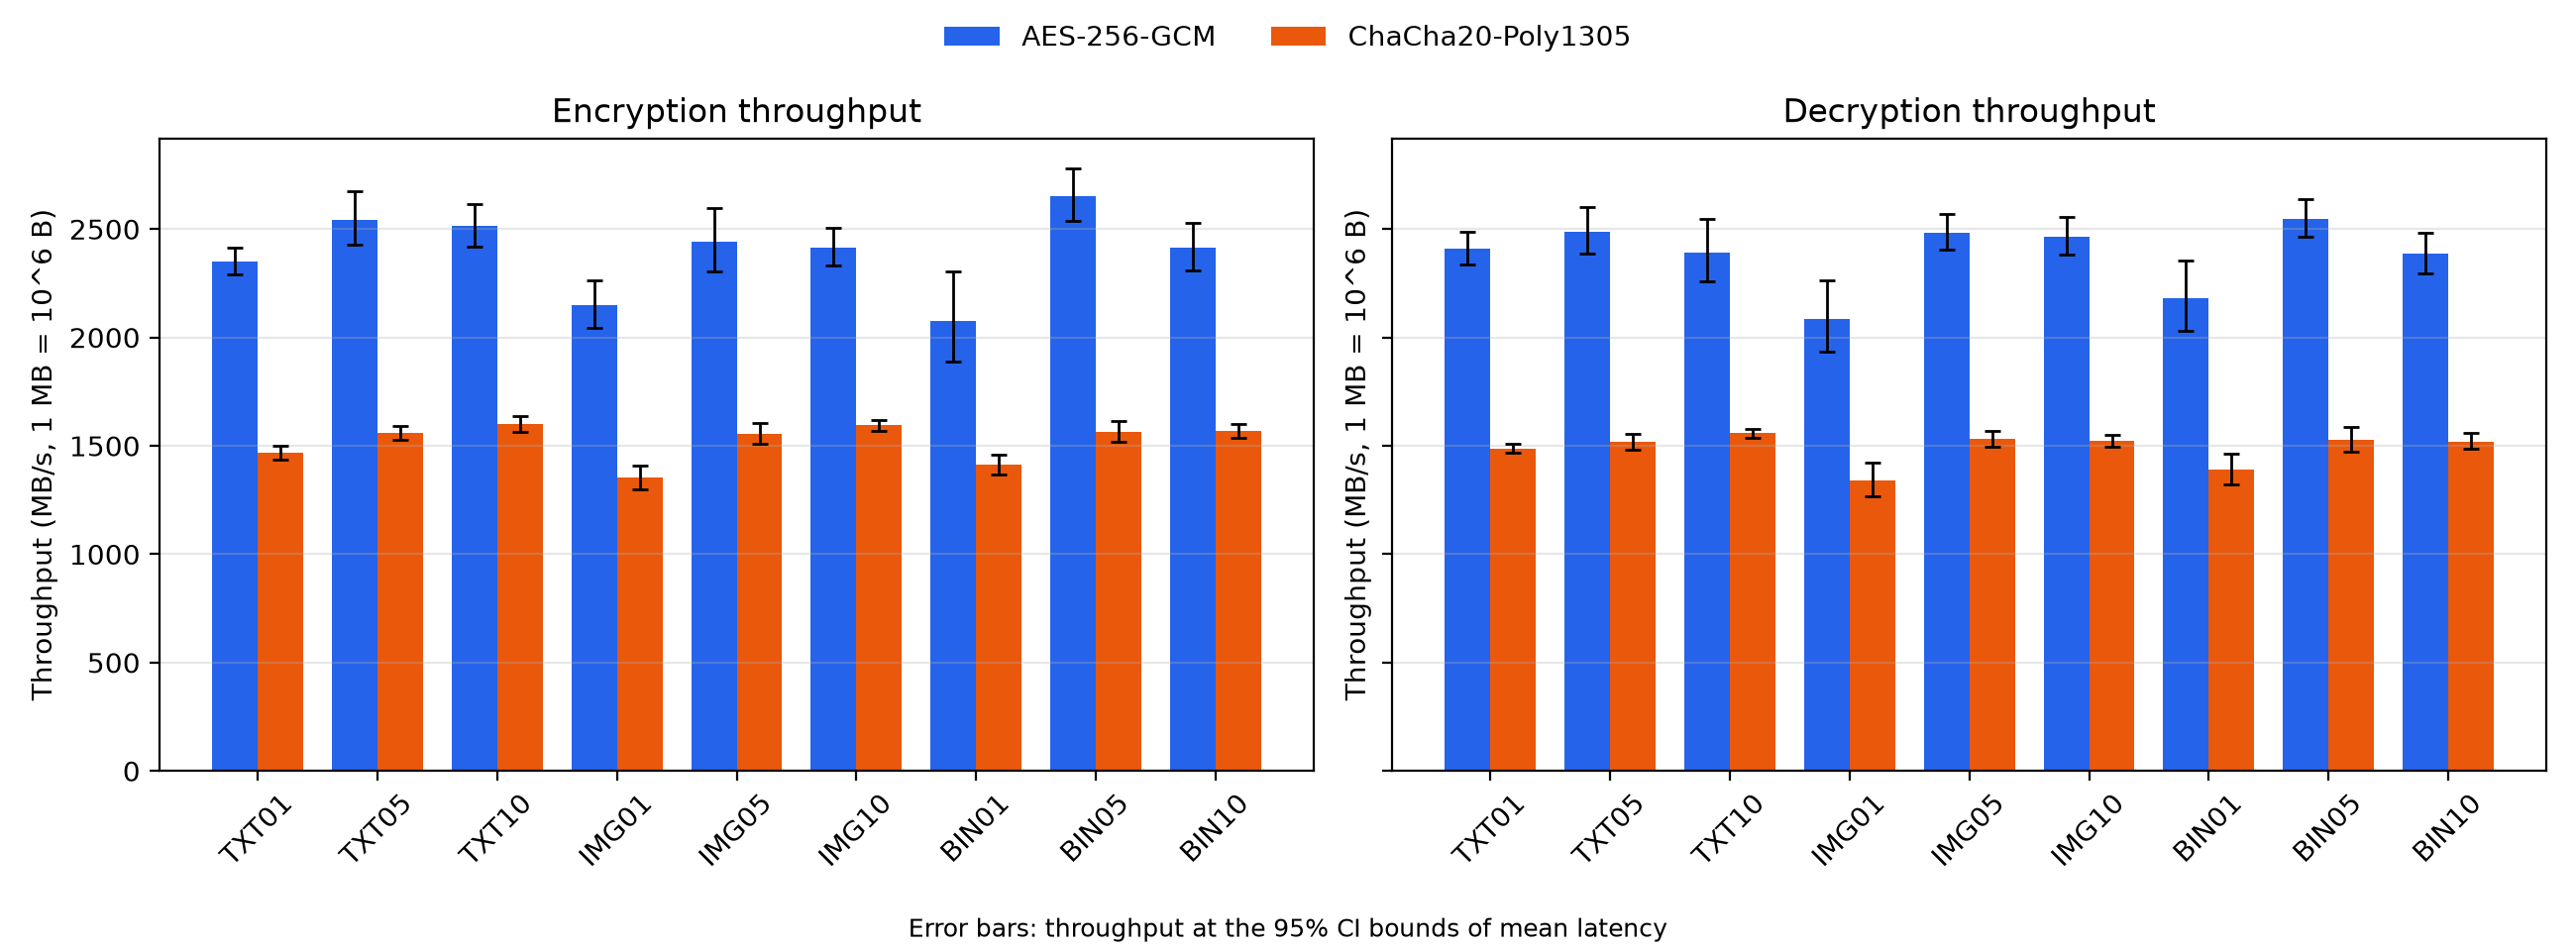 AES-256-GCM
ChaCha20-Poly1305
Encryption throughput
Throughput (MB/s, 1 MB = 10^6 B)
2500
2000
1500
1000
500
0
TXT01
TXT05
TXT10
IMG01
IMG05
IMG10
BIN01
BIN05
BIN10
Decryption throughput
Throughput (MB/s, 1 MB = 10^6 B)
TXT01
TXT05
TXT10
IMG01
IMG05
IMG10
BIN01
BIN05
BIN10
Error bars: throughput at the 95% CI bounds of mean latency